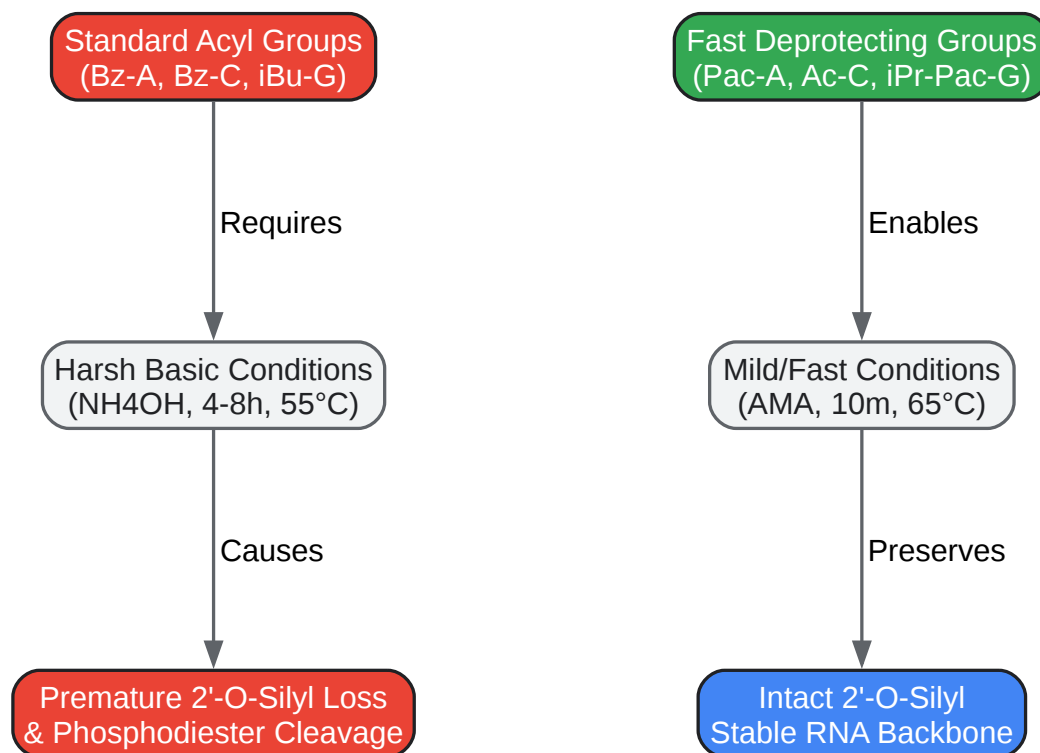 Standard Acyl Groups
(Bz-A, Bz-C, iBu-G)
Requires
Harsh Basic Conditions
(NH4OH, 4-8h, 55°C)
Causes
Premature 2'-O-Silyl Loss
& Phosphodiester Cleavage
Fast Deprotecting Groups
(Pac-A, Ac-C, iPr-Pac-G)
Enables
Mild/Fast Conditions
(AMA, 10m, 65°C)
Preserves
Intact 2'-O-Silyl
Stable RNA Backbone